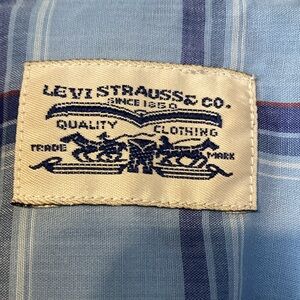 LEVI STRAUSS & CO.
SINCE 1850
QUALITY CLOTHING
TRADE MARK